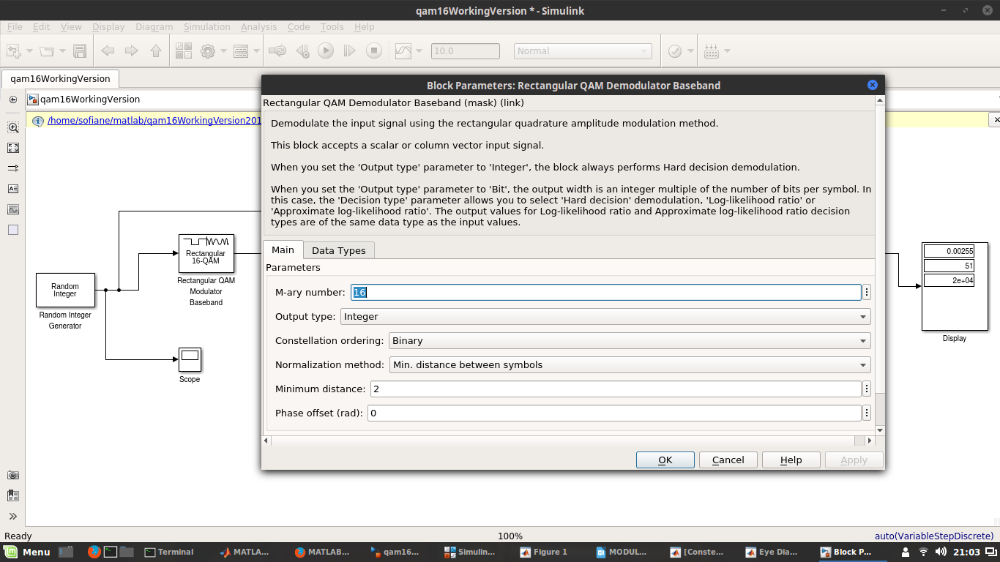 qam16WorkingVersion * - Simulink
File Edit View Display Diagram Simulation Analysis Code Tools Help
10.0 Normal
qam16WorkingVersion
qam16WorkingVersion
/home/sofiane/matlab/qam16WorkingVersion201
Block Parameters: Rectangular QAM Demodulator Baseband
Rectangular QAM Demodulator Baseband (mask) (link)
Demodulate the input signal using the rectangular quadrature amplitude modulation method.
This block accepts a scalar or column vector input signal.
When you set the 'Output type' parameter to 'Integer', the block always performs Hard decision demodulation.
When you set the 'Output type' parameter to 'Bit', the output width is an integer multiple of the number of bits per symbol. In
this case, the 'Decision type' parameter allows you to select 'Hard decision' demodulation, 'Log-likelihood ratio' or
'Approximate log-likelihood ratio'. The output values for Log-likelihood ratio and Approximate log-likelihood ratio decision
types are of the same data type as the input values.
Main Data Types
Parameters
M-ary number: 16
Output type: Integer
Constellation ordering: Binary
Normalization method: Min. distance between symbols
Minimum distance: 2
Phase offset (rad): 0
OK Cancel Help Apply
Random
Integer
Random Integer
Generator
Rectangular
16-QAM
Rectangular QAM
Modulator
Baseband
Scope
0.00255
51
2e+04
Display
Ready 100% auto(VariableStepDiscrete)
Menu Terminal MATLA... MATLAB... qam16... Simulin... Figure 1 MODUL... [Conste... Eye Dia... Block P... 21:03